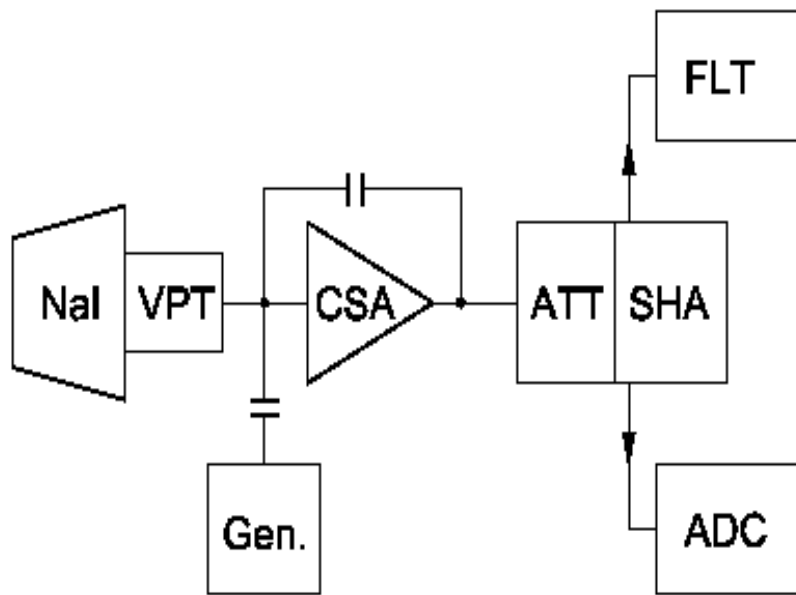 FLT
NaI
VPT
CSA
ATT
SHA
Gen.
ADC